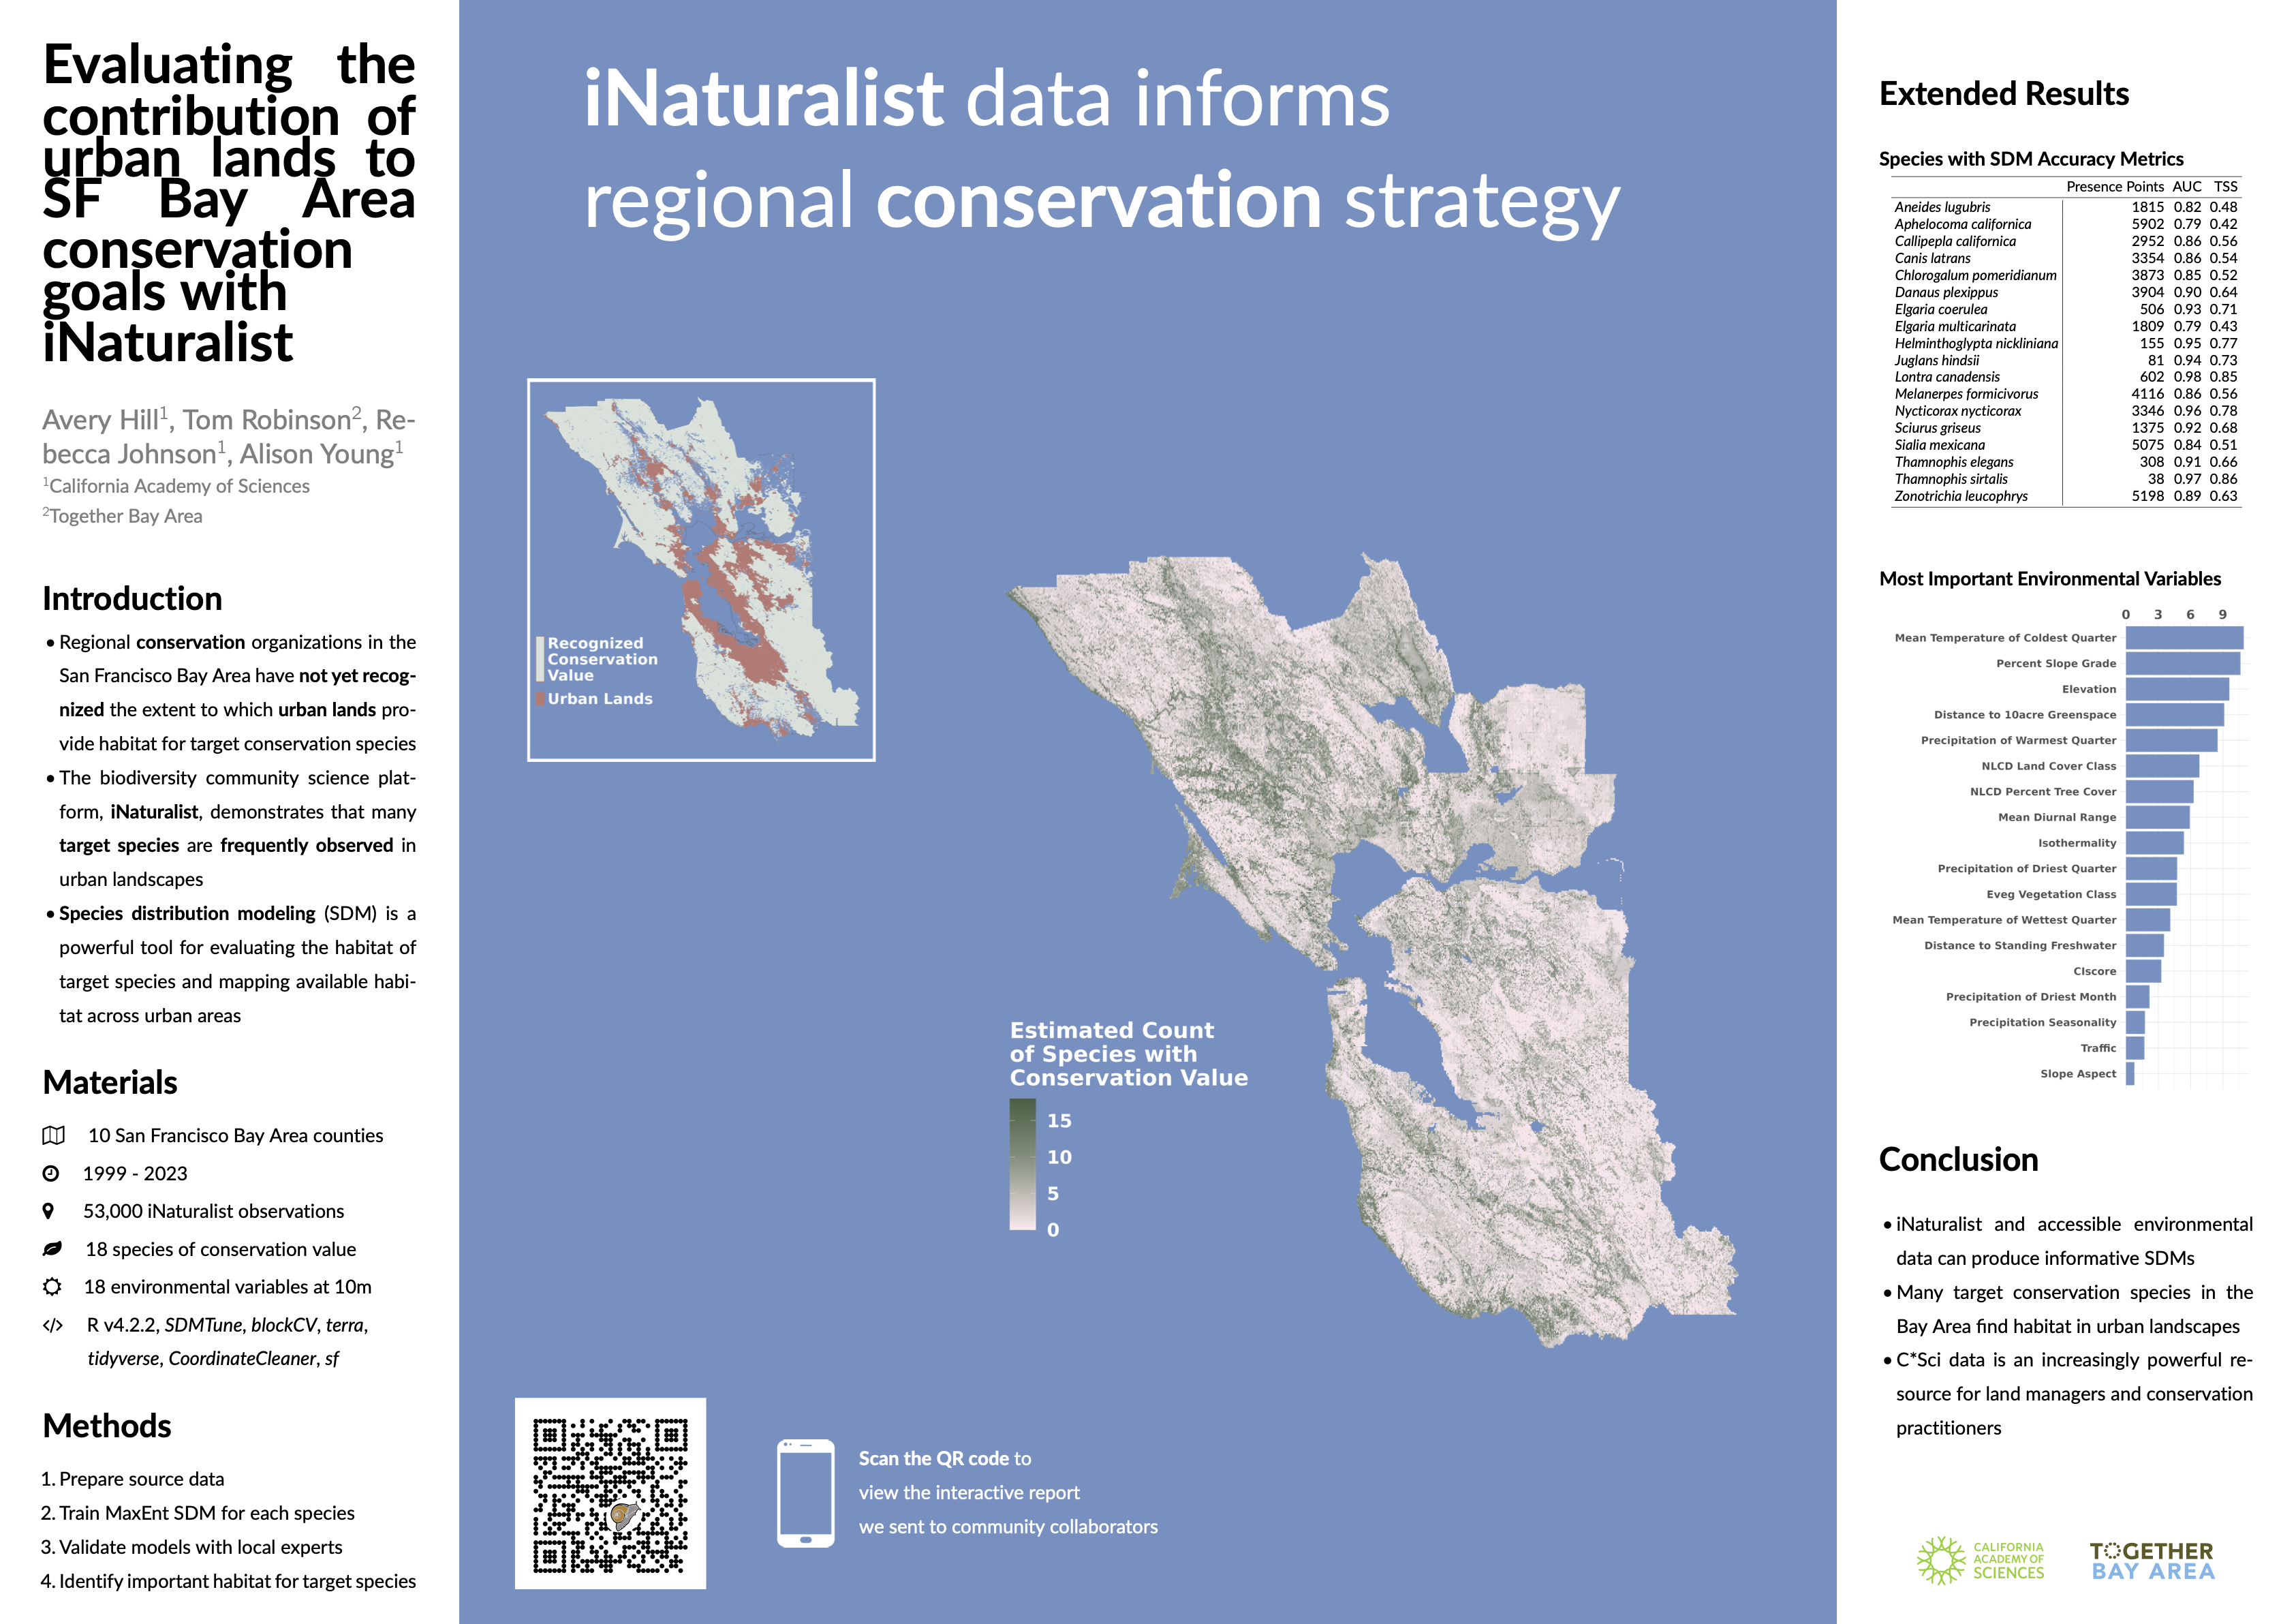 Evaluating the
contribution of
urban lands to
SF Bay Area
conservation
goals with
iNaturalist
Avery Hill1, Tom Robinson2, Re-
becca Johnson1, Alison Young1
1California Academy of Sciences
2Together Bay Area
Introduction
• Regional conservation organizations in the
San Francisco Bay Area have not yet recog-
nized the extent to which urban lands pro-
vide habitat for target conservation species
• The biodiversity community science plat-
form, iNaturalist, demonstrates that many
target species are frequently observed in
urban landscapes
• Species distribution modeling (SDM) is a
powerful tool for evaluating the habitat of
target species and mapping available habi-
tat across urban areas
Materials
10 San Francisco Bay Area counties
1999 - 2023
53,000 iNaturalist observations
18 species of conservation value
18 environmental variables at 10m
</> R v4.2.2, SDMTune, blockCV, terra,
tidyverse, CoordinateCleaner, sf
Methods
1. Prepare source data
2. Train MaxEnt SDM for each species
3. Validate models with local experts
4. Identify important habitat for target species
iNaturalist data informs
regional conservation strategy
Recognized
Conservation
Value
Urban Lands
Estimated Count
of Species with
Conservation Value
15
10
5
0
Scan the QR code to
view the interactive report
we sent to community collaborators
Extended Results
Species with SDM Accuracy Metrics
Presence Points AUC TSS
Aneides lugubris 1815 0.82 0.48
Aphelocoma californica 5902 0.79 0.42
Callipepla californica 2952 0.86 0.56
Canis latrans 3354 0.86 0.54
Chlorogalum pomeridianum 3873 0.85 0.52
Danaus plexippus 3904 0.90 0.64
Elgaria coerulea 506 0.93 0.71
Elgaria multicarinata 1809 0.79 0.43
Helminthoglypta nickliniana 155 0.95 0.77
Juglans hindsii 81 0.94 0.73
Lontra canadensis 602 0.98 0.85
Melanerpes formicivorus 4116 0.86 0.56
Nycticorax nycticorax 3346 0.96 0.78
Sciurus griseus 1375 0.92 0.68
Sialia mexicana 5075 0.84 0.51
Thamnophis elegans 308 0.91 0.66
Thamnophis sirtalis 38 0.97 0.86
Zonotrichia leucophrys 5198 0.89 0.63
Most Important Environmental Variables
0 3 6 9
Mean Temperature of Coldest Quarter
Percent Slope Grade
Elevation
Distance to 10acre Greenspace
Precipitation of Warmest Quarter
NLCD Land Cover Class
NLCD Percent Tree Cover
Mean Diurnal Range
Isothermality
Precipitation of Driest Quarter
Eveg Vegetation Class
Mean Temperature of Wettest Quarter
Distance to Standing Freshwater
Clscore
Precipitation of Driest Month
Precipitation Seasonality
Traffic
Slope Aspect
Conclusion
• iNaturalist and accessible environmental
data can produce informative SDMs
• Many target conservation species in the
Bay Area find habitat in urban landscapes
• C*Sci data is an increasingly powerful re-
source for land managers and conservation
practitioners
CALIFORNIA
ACADEMY OF
SCIENCES
TOGETHER
BAY AREA